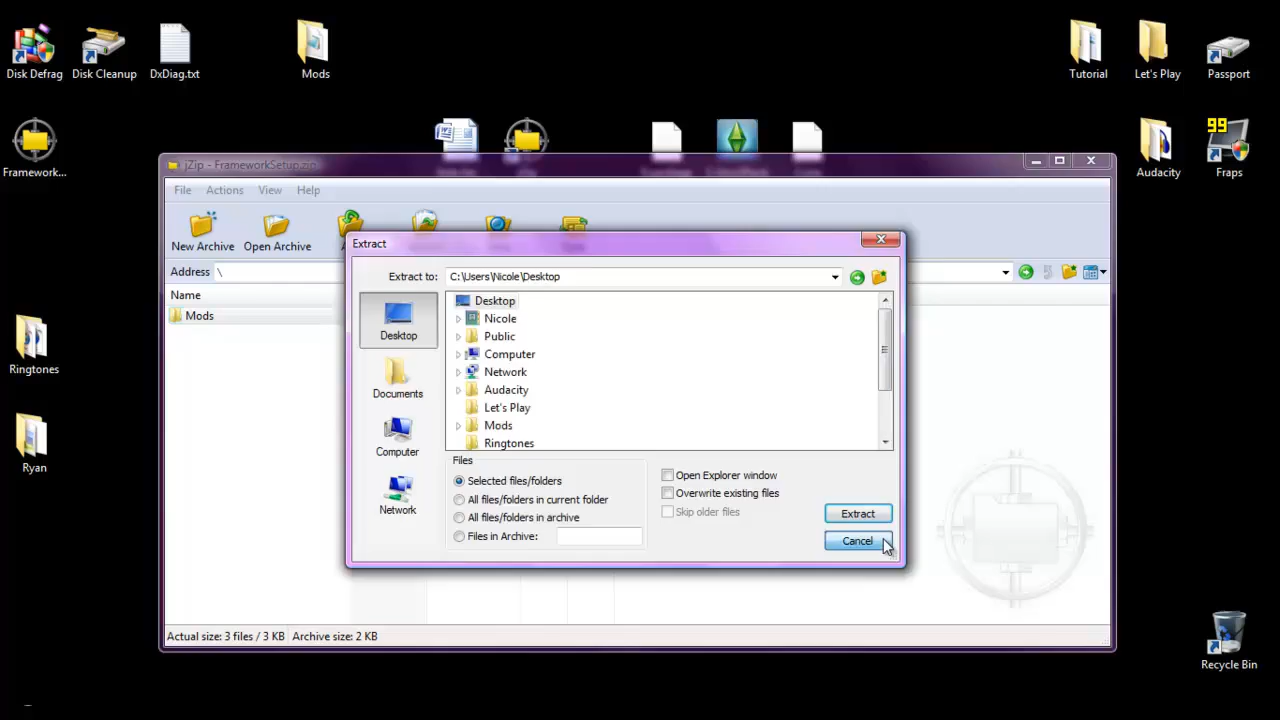 Disk Defrag
Disk Cleanup
DxDiag.txt
Mods
Tutorial
Let's Play
Passport
Framework...
Audacity
99
Fraps
Ringtones
Ryan
Recycle Bin
jZip - FrameworkSetup.zip
File Actions View Help
New Archive
Open Archive
Address \
Name
Mods
Extract
Extract to: C:\Users\Nicole\Desktop
Desktop
Documents
Computer
Network
Desktop
Nicole
Public
Computer
Network
Audacity
Let's Play
Mods
Ringtones
Files
Selected files/folders
All files/folders in current folder
All files/folders in archive
Files in Archive:
Open Explorer window
Overwrite existing files
Skip older files
Extract
Cancel
Actual size: 3 files / 3 KB Archive size: 2 KB